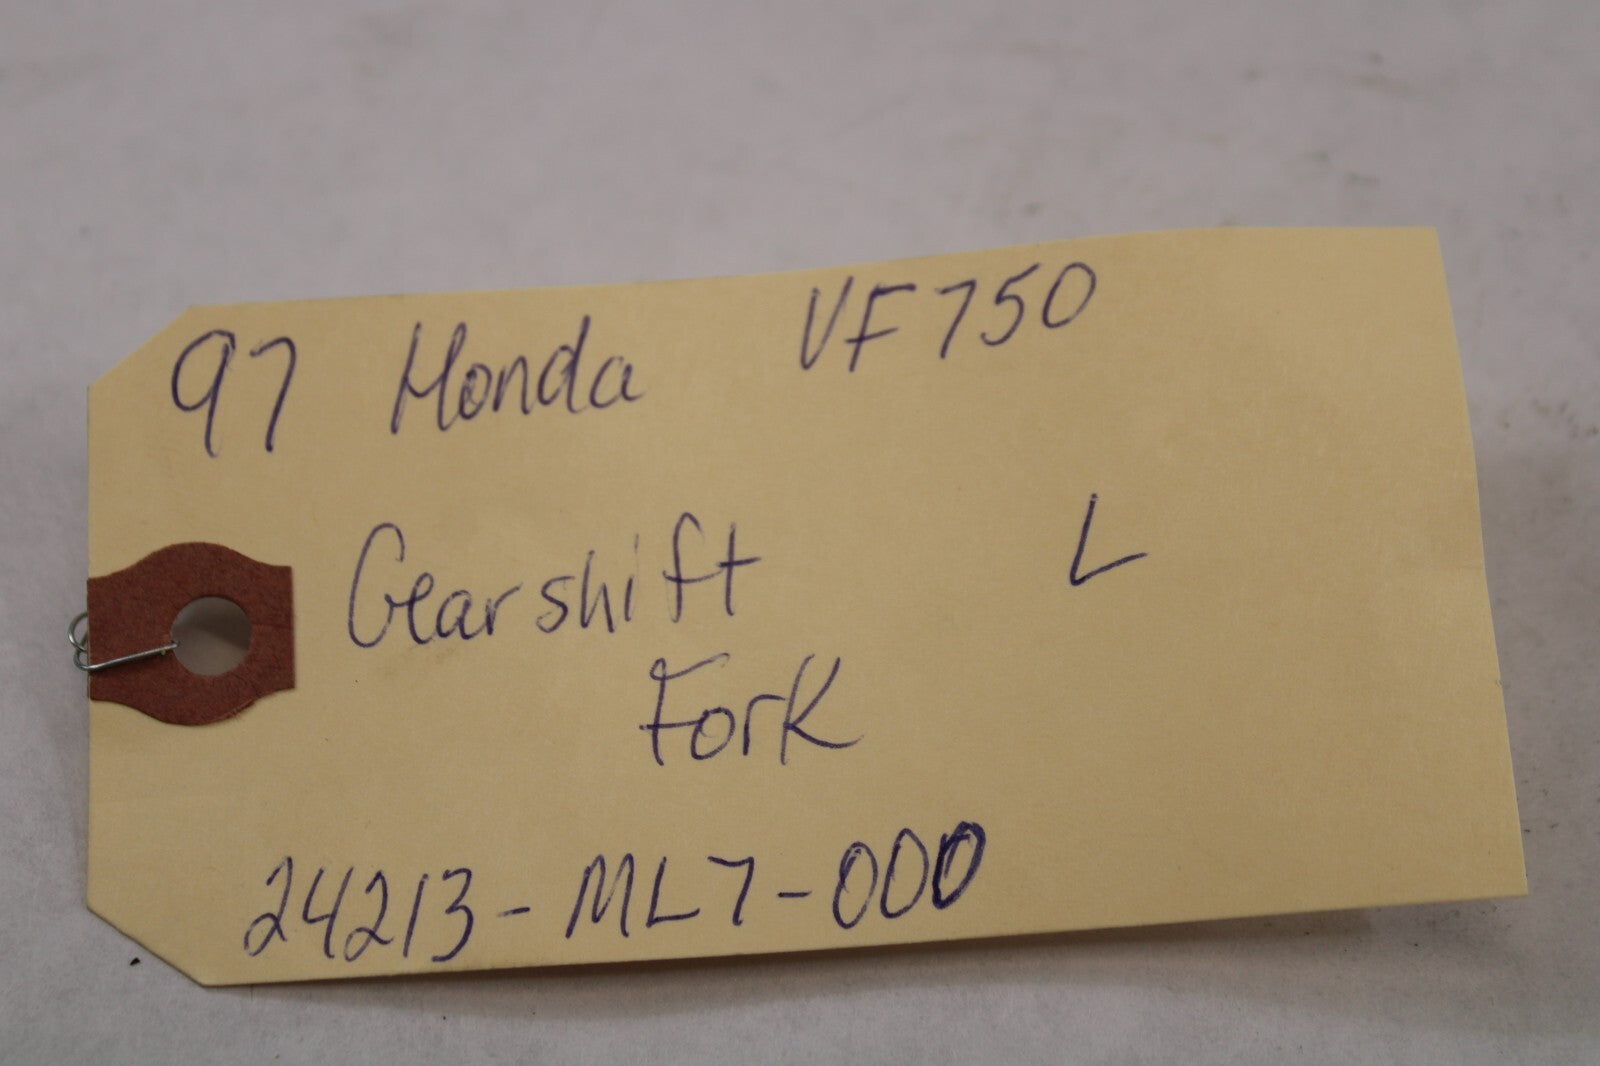 97 Honda VF750
Gearshift L
Fork
24213-ML7-000